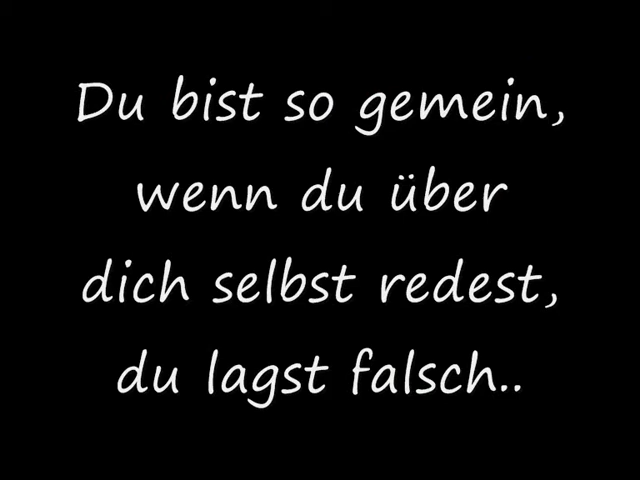 Du bist so gemein,
wenn du über
dich selbst redest,
du lagst falsch..